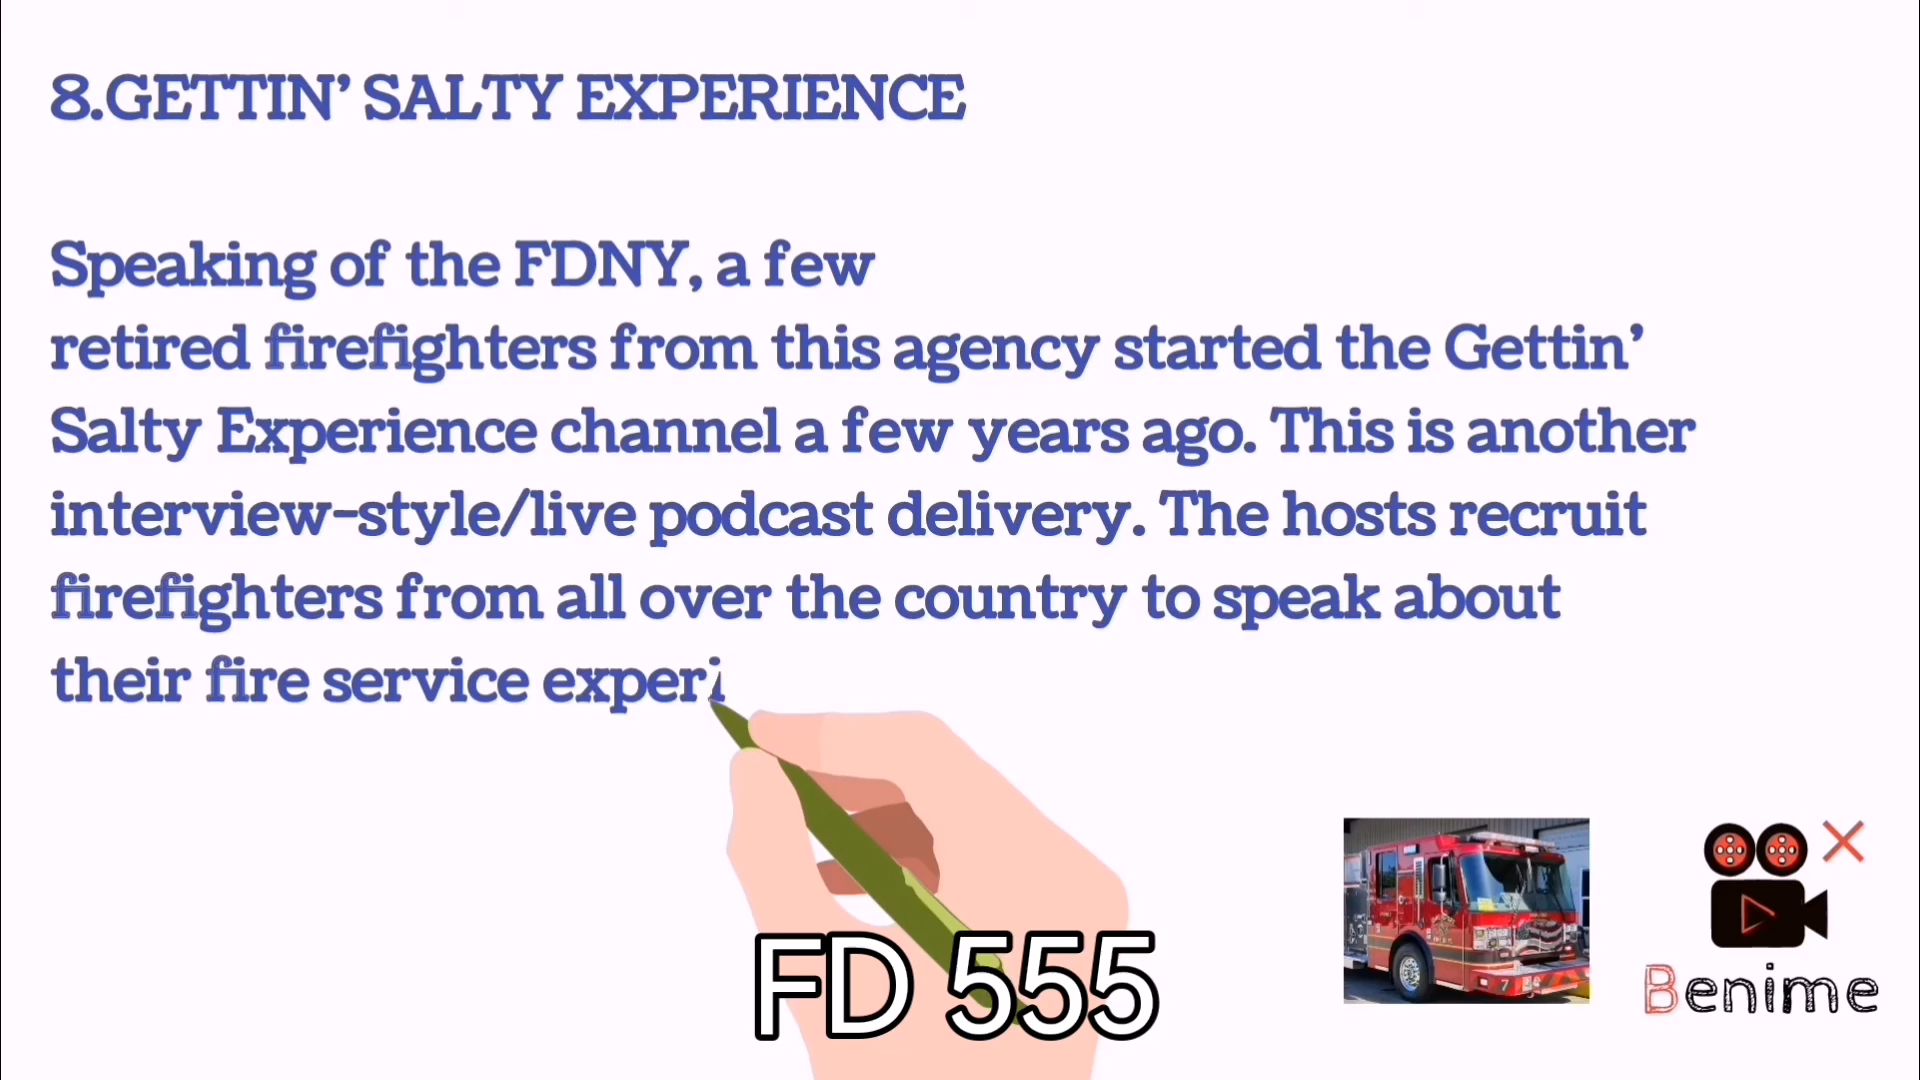 8.GETTIN’ SALTY EXPERIENCE
Speaking of the FDNY, a few
retired firefighters from this agency started the Gettin’
Salty Experience channel a few years ago. This is another
interview-style/live podcast delivery. The hosts recruit
firefighters from all over the country to speak about
their fire service experi
FD 555
7
Benime